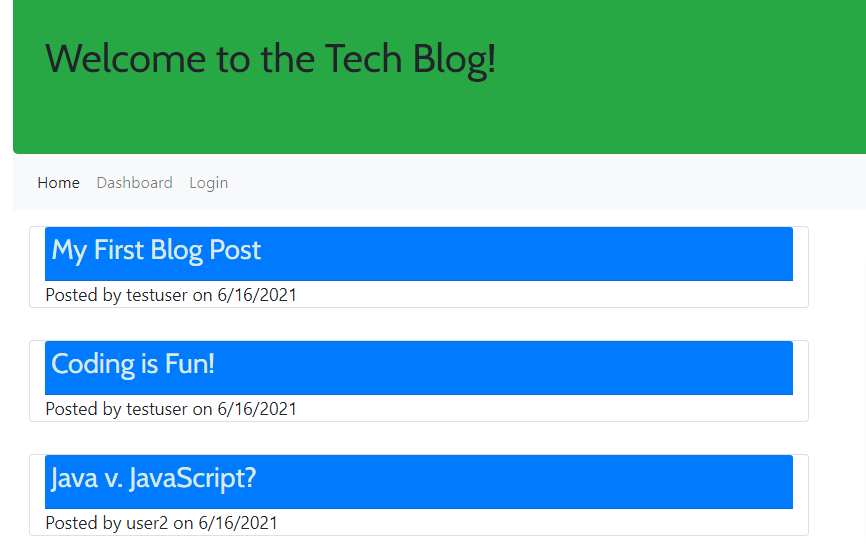 Welcome to the Tech Blog!
Home Dashboard Login
My First Blog Post
Posted by testuser on 6/16/2021
Coding is Fun!
Posted by testuser on 6/16/2021
Java v. JavaScript?
Posted by user2 on 6/16/2021